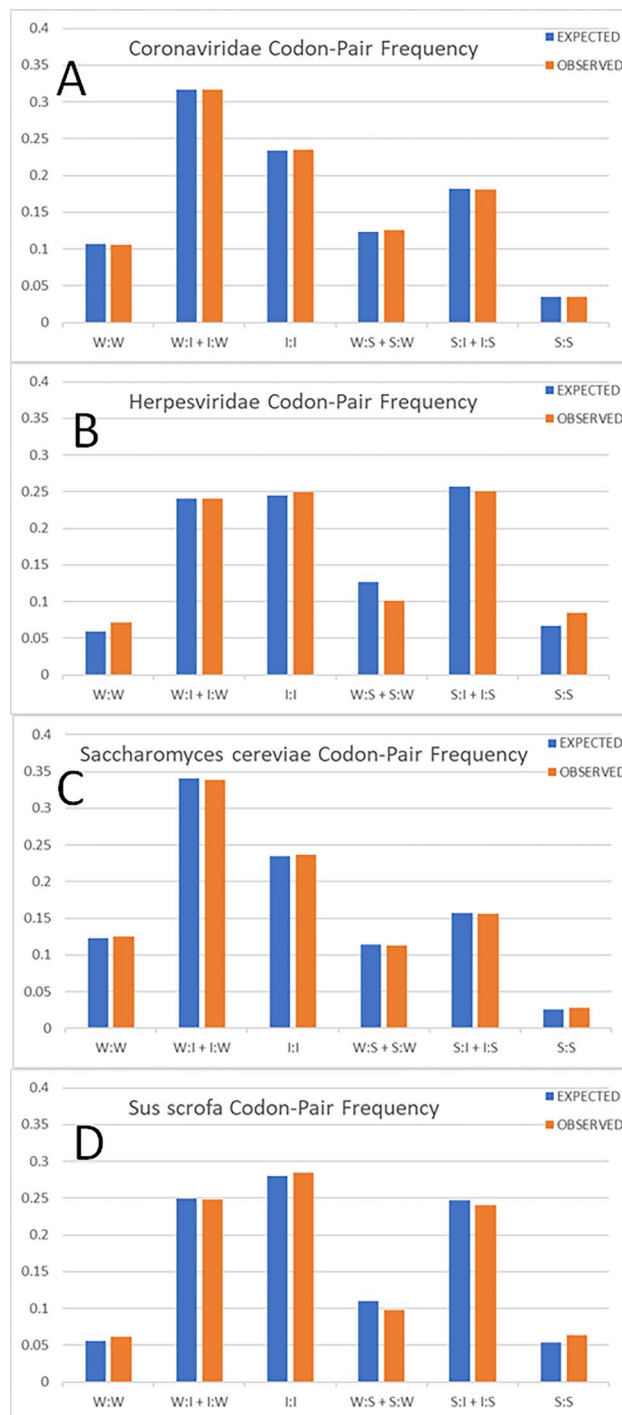 Coronaviridae Codon-Pair Frequency
EXPECTED
OBSERVED
A
0.4
0.35
0.3
0.25
0.2
0.15
0.1
0.05
0
W:W W:I + I:W I:I W:S + S:W S:I + I:S S:S
Herpesviridae Codon-Pair Frequency
EXPECTED
OBSERVED
B
0.4
0.35
0.3
0.25
0.2
0.15
0.1
0.05
0
W:W W:I + I:W I:I W:S + S:W S:I + I:S S:S
Saccharomyces cereviae Codon-Pair Frequency
EXPECTED
OBSERVED
C
0.4
0.35
0.3
0.25
0.2
0.15
0.1
0.05
0
W:W W:I + I:W I:I W:S + S:W S:I + I:S S:S
Sus scrofa Codon-Pair Frequency
EXPECTED
OBSERVED
D
0.4
0.35
0.3
0.25
0.2
0.15
0.1
0.05
0
W:W W:I + I:W I:I W:S + S:W S:I + I:S S:S